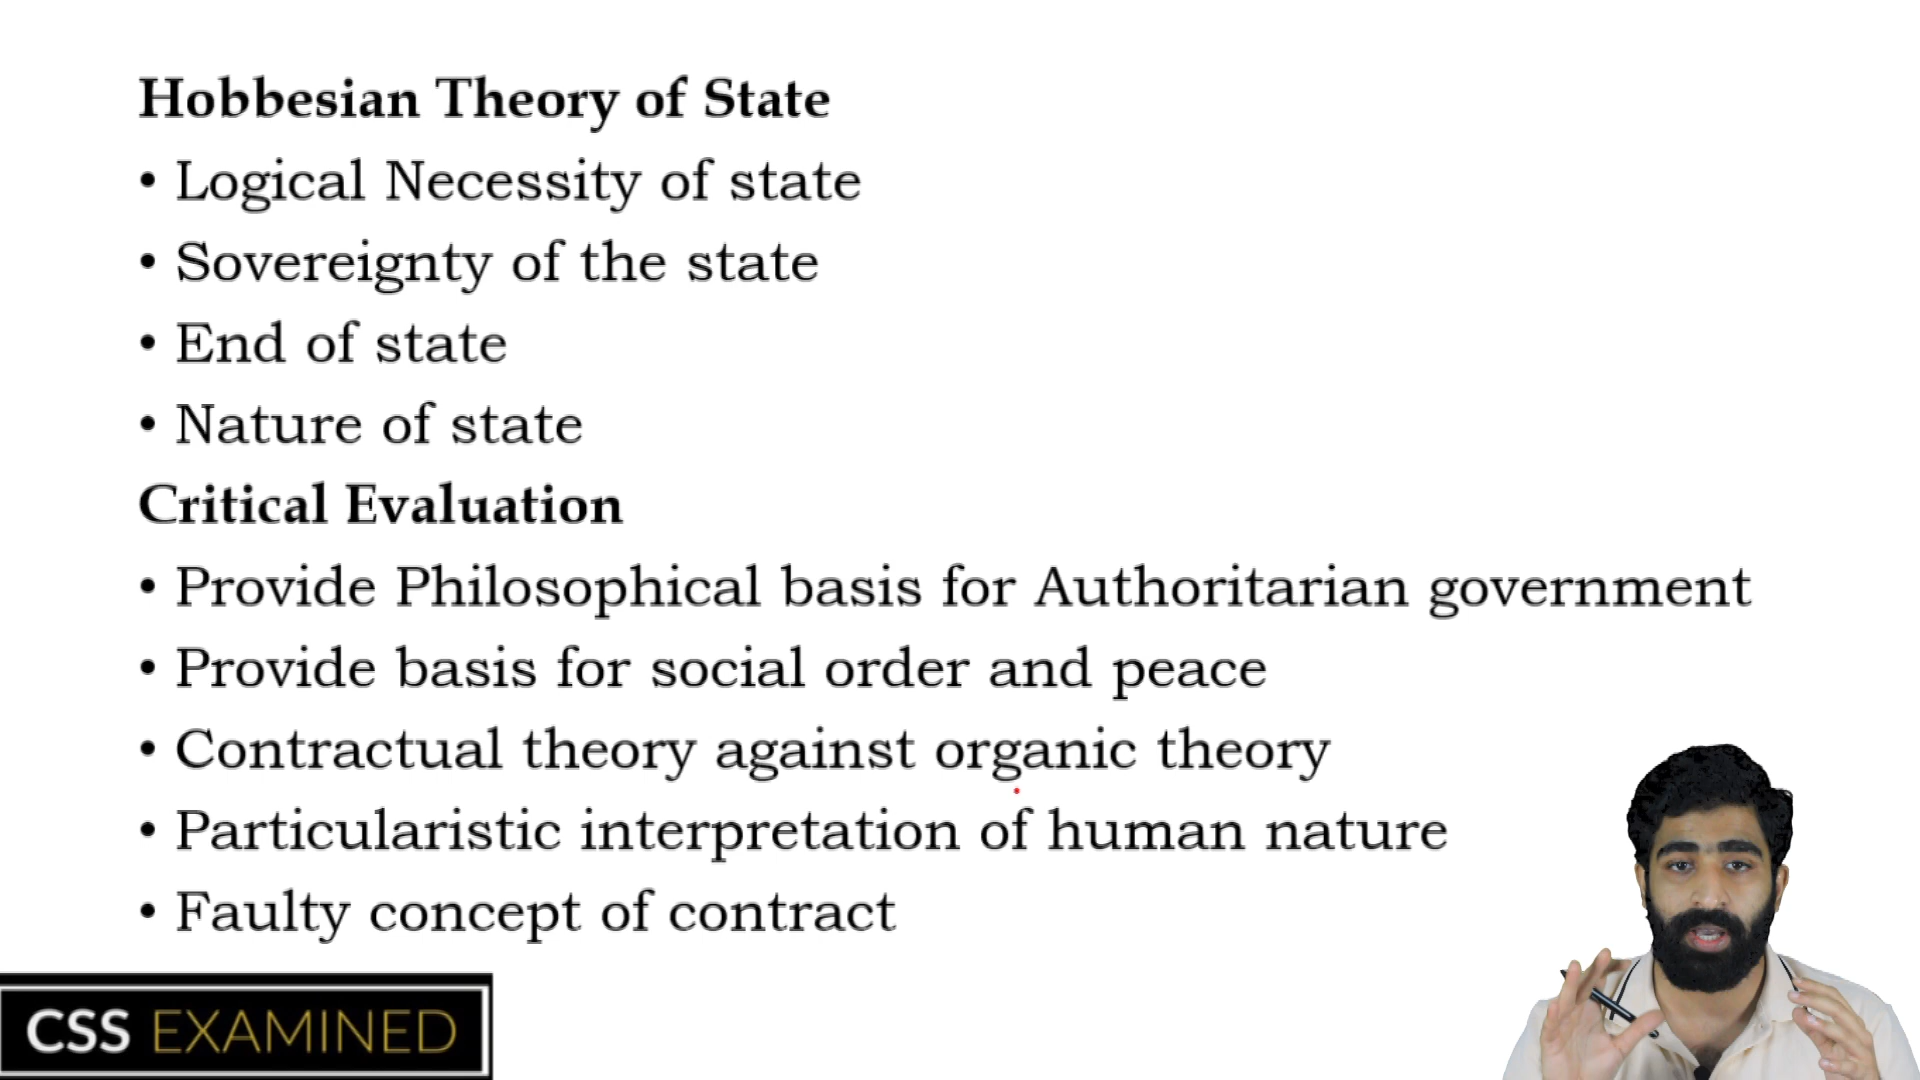 Hobbesian Theory of State
• Logical Necessity of state
• Sovereignty of the state
• End of state
• Nature of state
Critical Evaluation
• Provide Philosophical basis for Authoritarian government
• Provide basis for social order and peace
• Contractual theory against organic theory
• Particularistic interpretation of human nature
• Faulty concept of contract
CSS EXAMINED